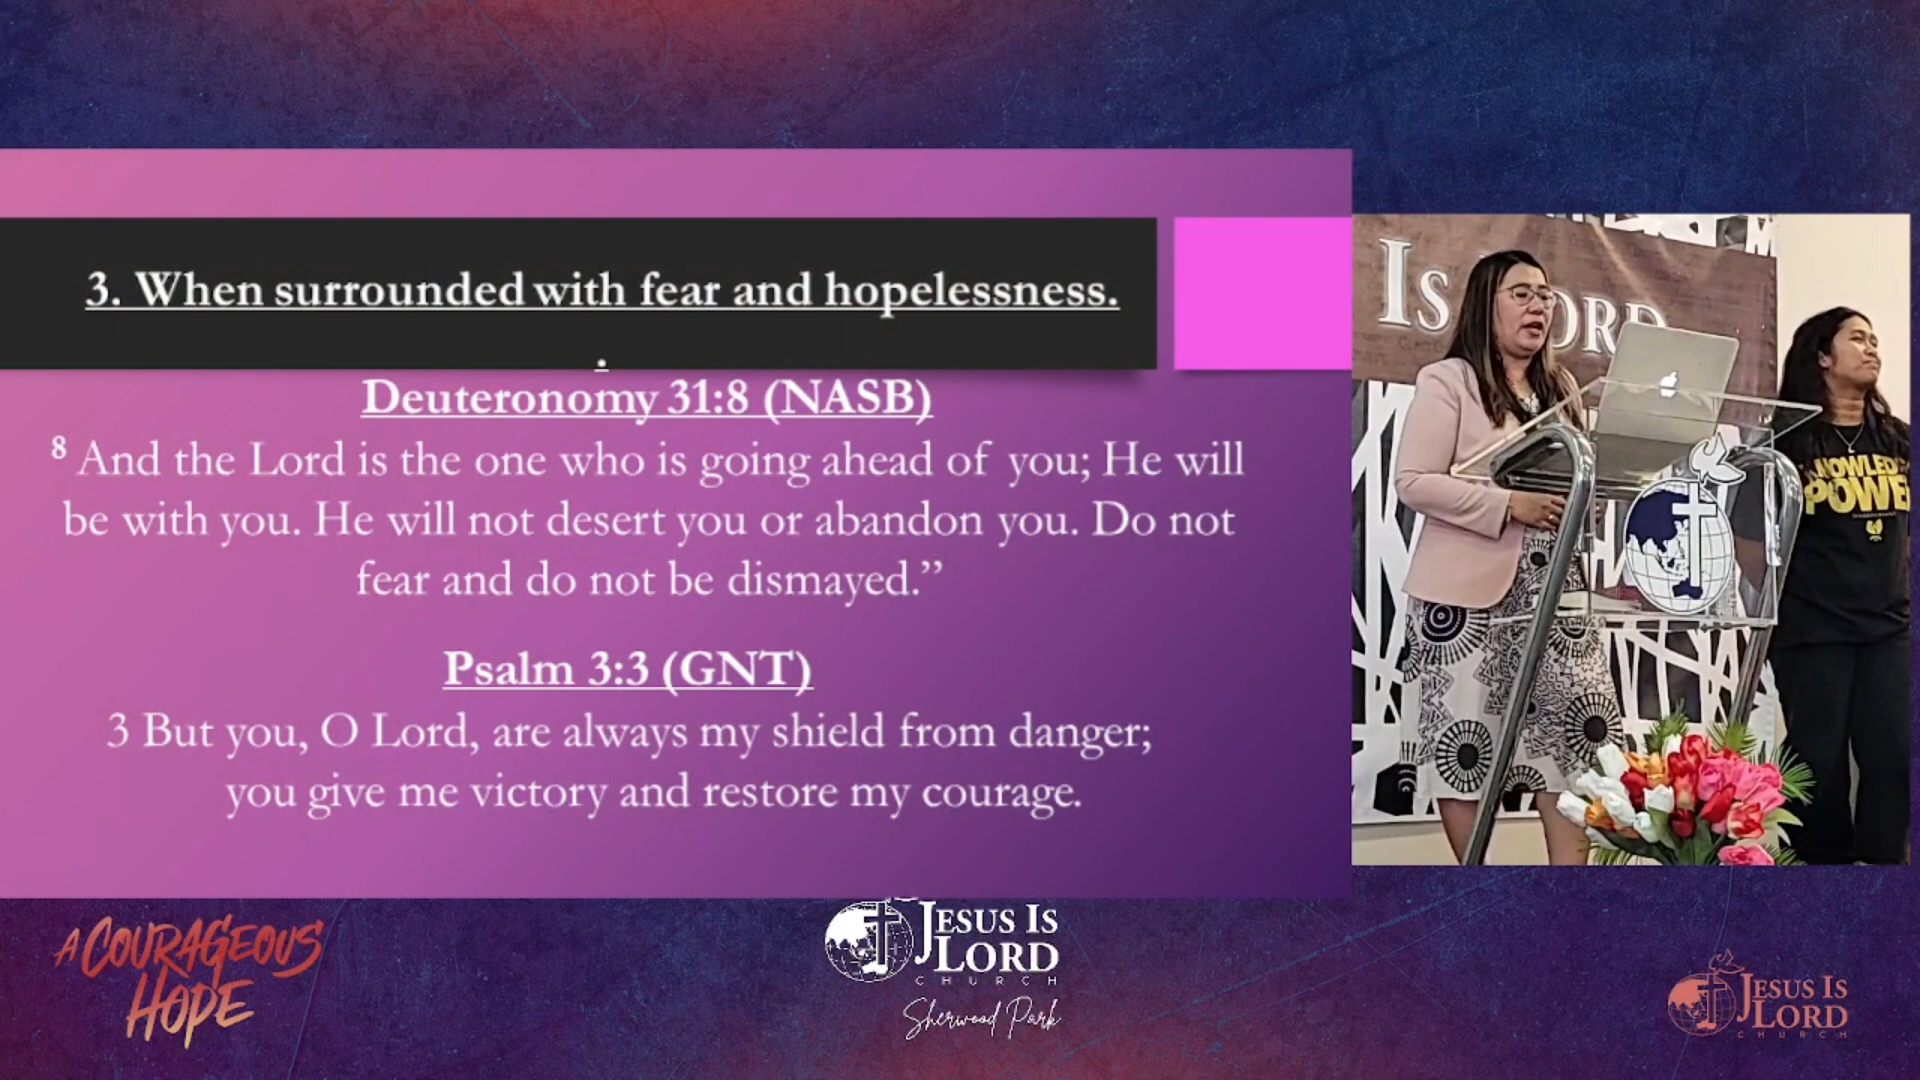 3. When surrounded with fear and hopelessness.
.
Deuteronomy 31:8 (NASB)
8 And the Lord is the one who is going ahead of you; He will
be with you. He will not desert you or abandon you. Do not
fear and do not be dismayed.”
Psalm 3:3 (GNT)
3 But you, O Lord, are always my shield from danger;
you give me victory and restore my courage.
IS LORD
POWE
A COURAGEOUS
HOPE
JESUS IS
LORD
CHURCH
Sherwood Park
JESUS IS
LORD
CHURCH